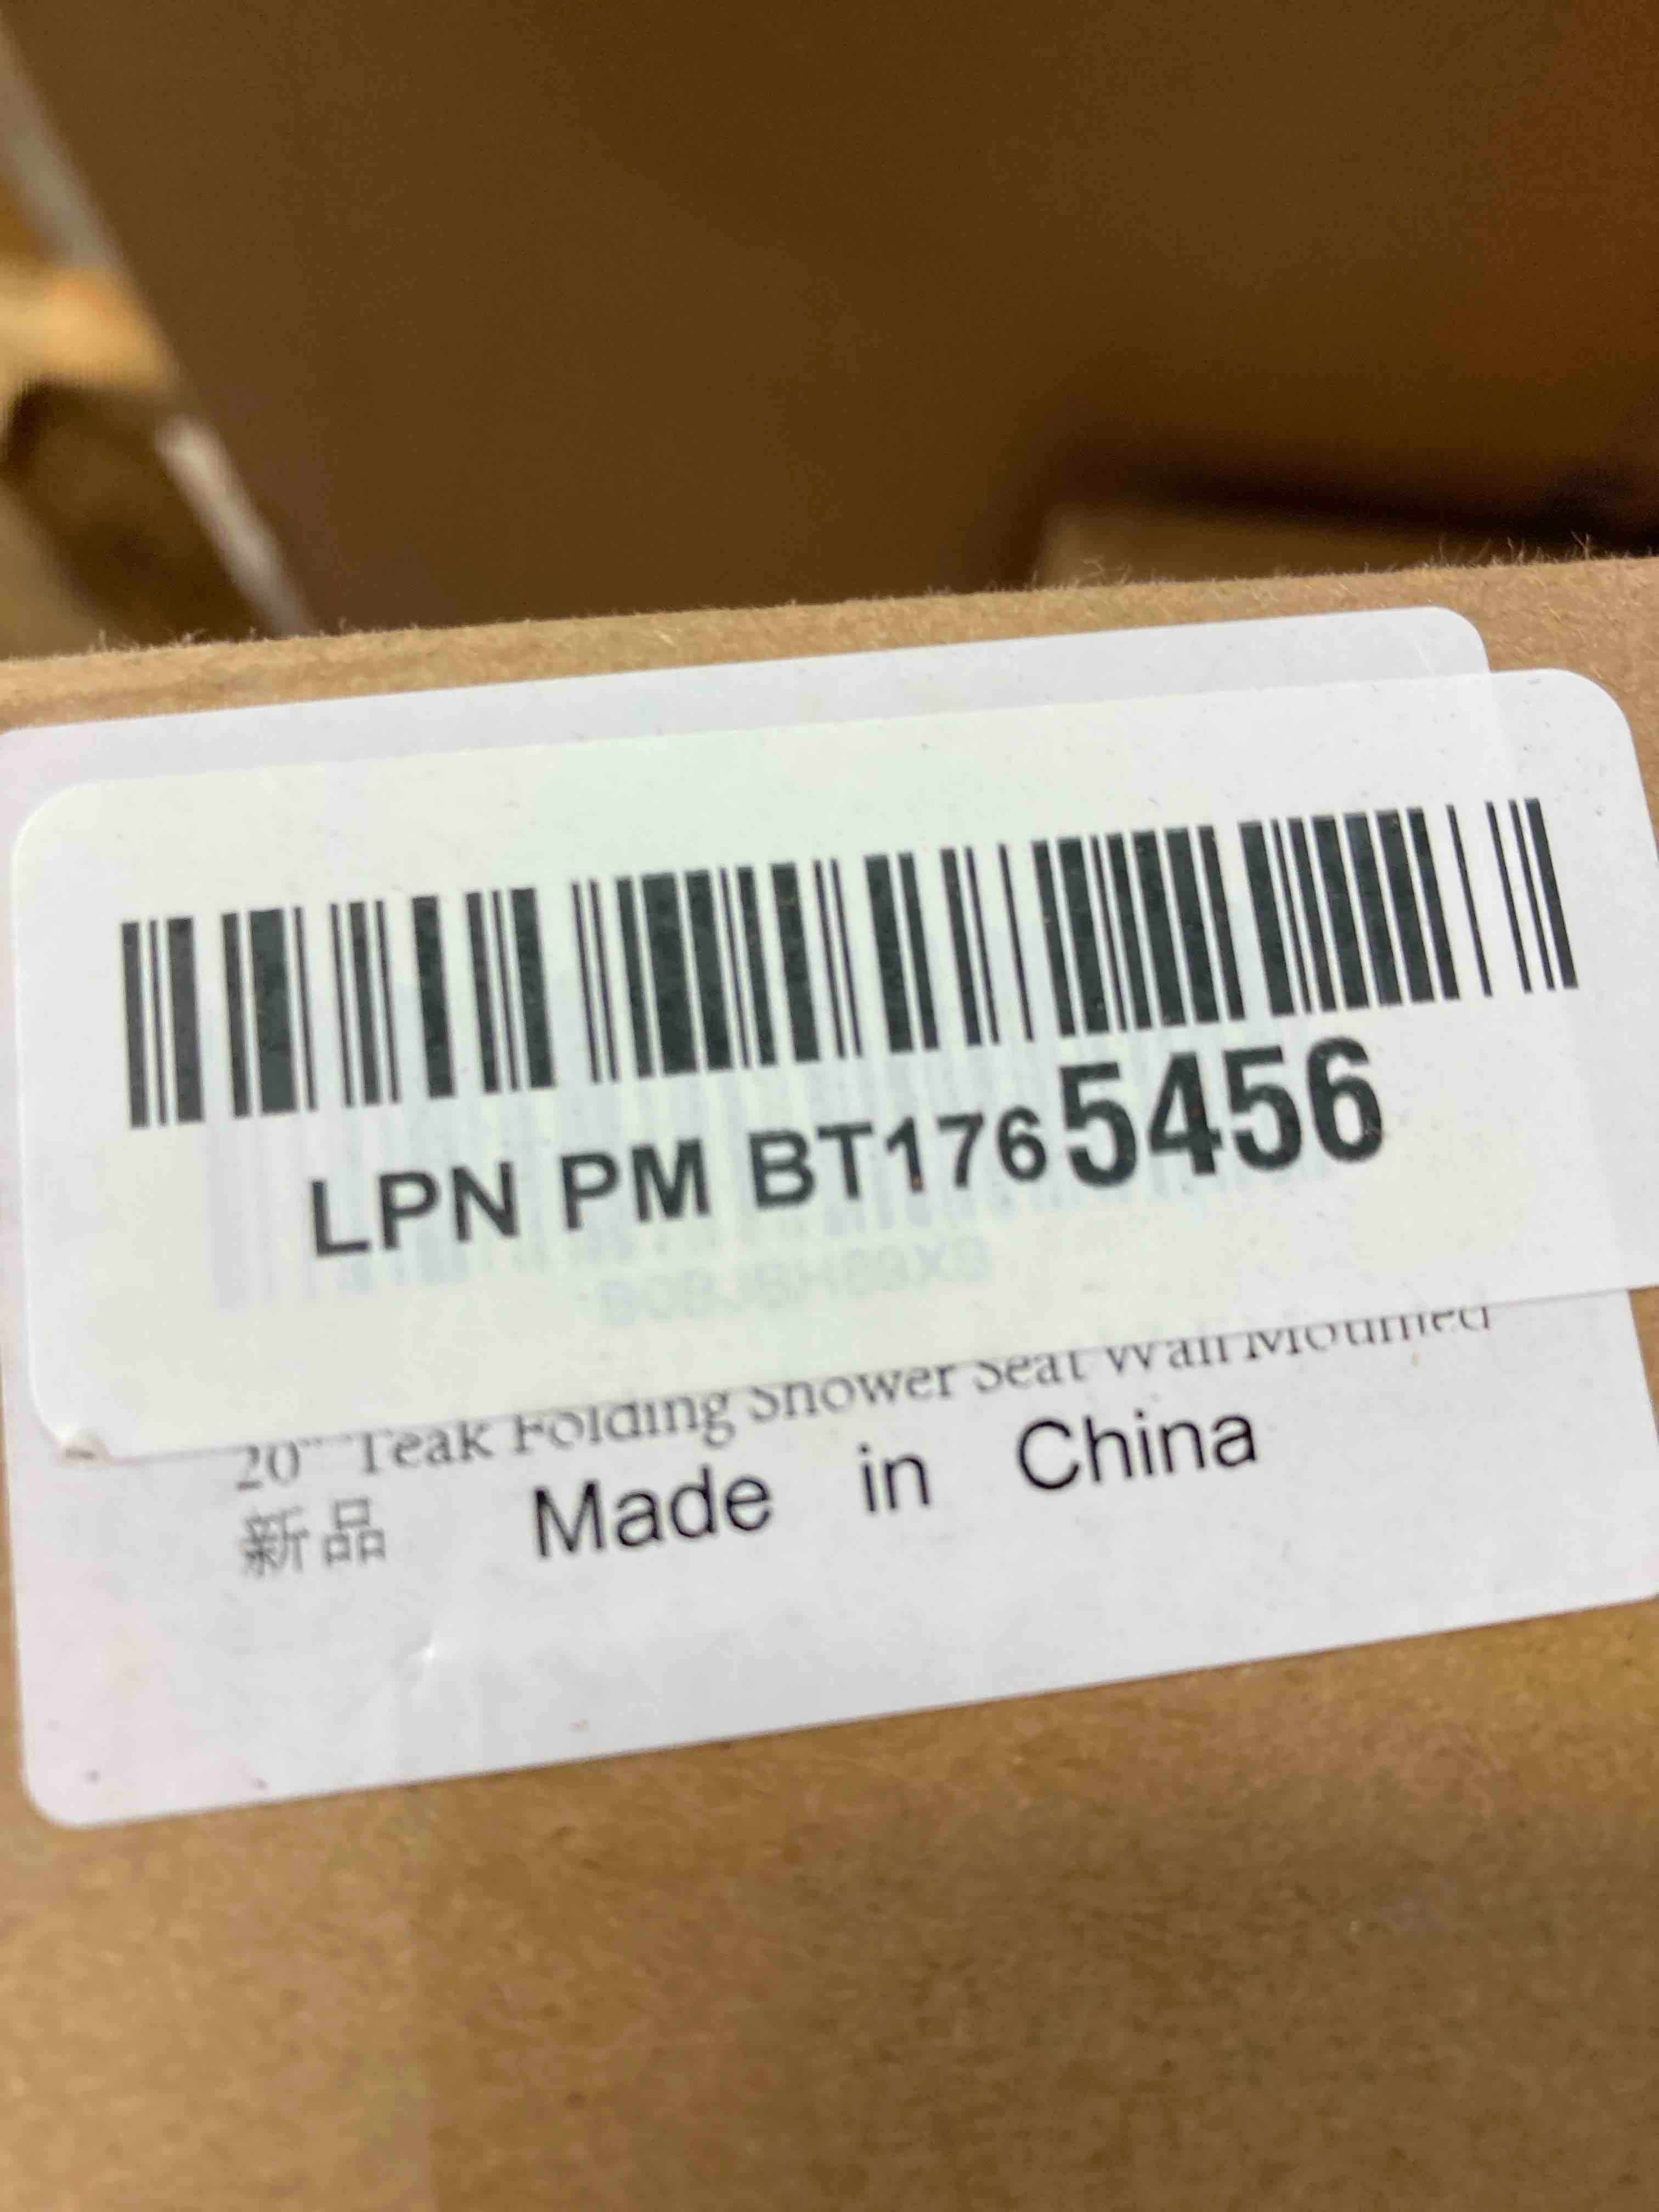 LPN PM BT1765456
20" Teak Folding Shower Seat Wall Mounted
新品 Made in China